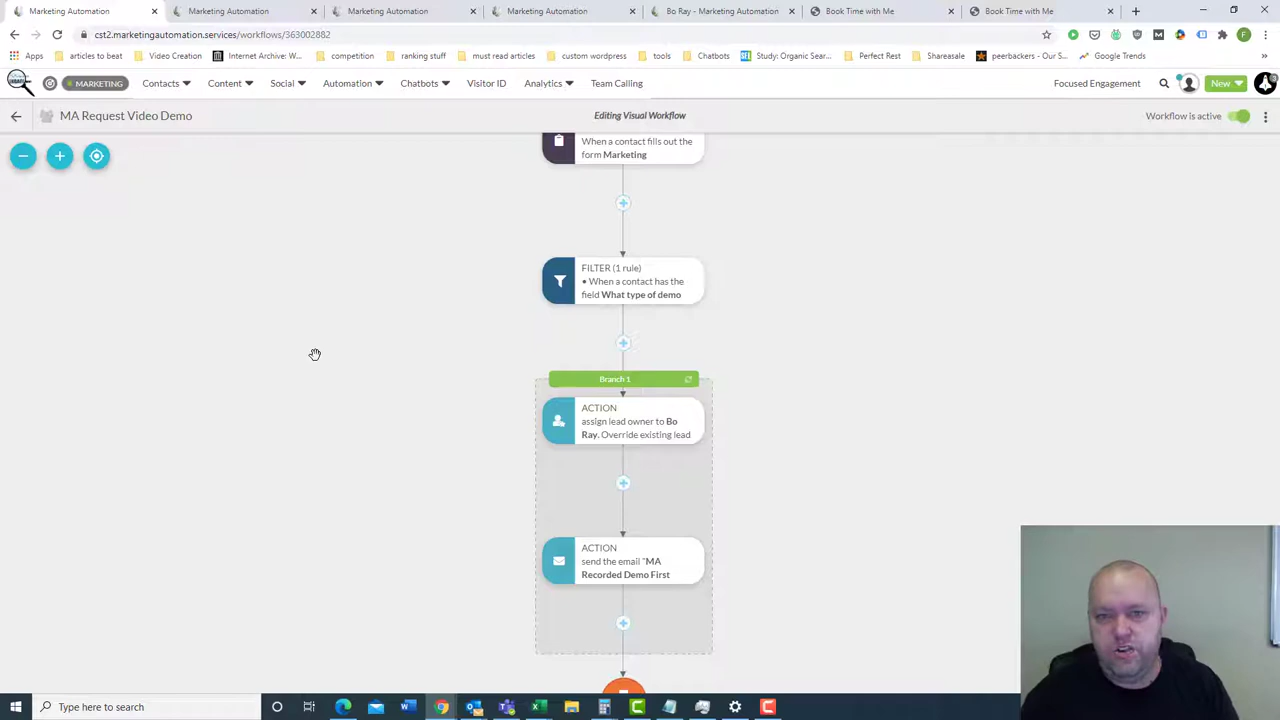 Marketing Automation
Marketing Automation
Marketing Automation
Marketing Automation
Bo Ray - Marketing Automation
Book Time with Me
Book Time with Me
cst2.marketingautomation.services/workflows/363002882
Apps
articles to beat
Video Creation
Internet Archive: W...
competition
ranking stuff
must read articles
custom wordpress
tools
Chatbots
Study: Organic Sear...
Perfect Rest
Shareasale
peerbackers - Our S...
Google Trends
MARKETING
Contacts
Content
Social
Automation
Chatbots
Visitor ID
Analytics
Team Calling
Focused Engagement
New
MA Request Video Demo
Editing Visual Workflow
Workflow is active
When a contact fills out the
form Marketing
FILTER (1 rule)
• When a contact has the
field What type of demo
Branch 1
ACTION
assign lead owner to Bo
Ray. Override existing lead
ACTION
send the email "MA
Recorded Demo First
Type here to search